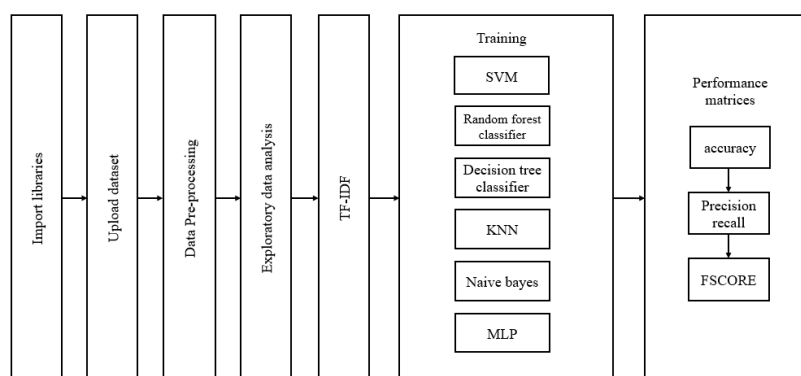 Import libraries
Upload dataset
Data Pre-processing
Exploratory data analysis
TF-IDF
Training
SVM
Random forest
classifier
Decision tree
classifier
KNN
Naive bayes
MLP
Performance
matrices
accuracy
Precision
recall
FSCORE